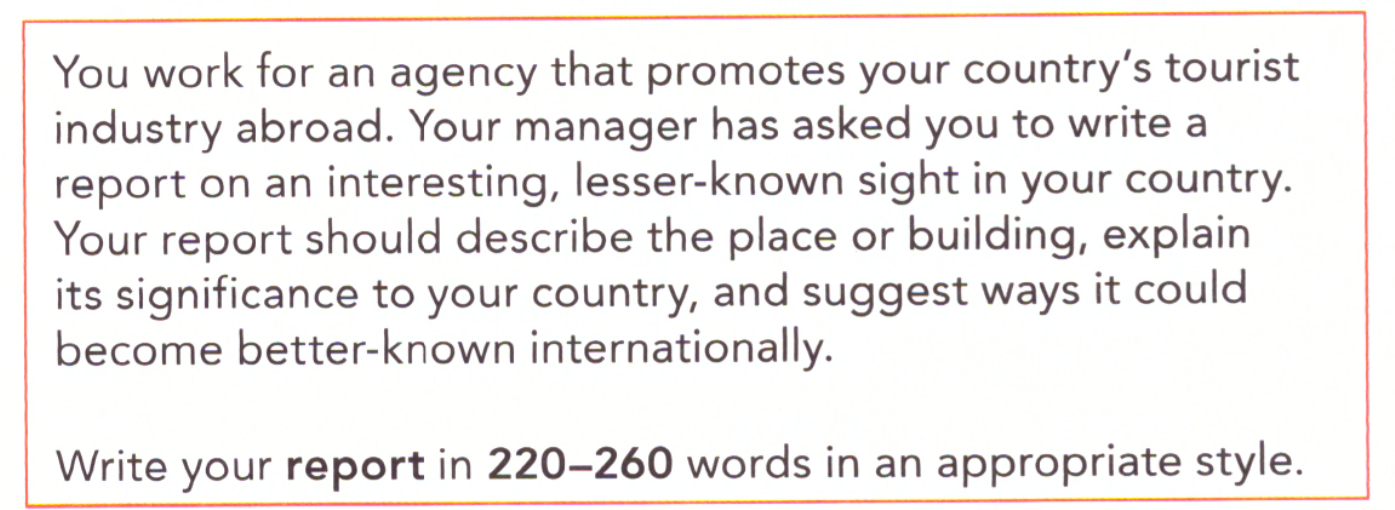 You work for an agency that promotes your country's tourist
industry abroad. Your manager has asked you to write a
report on an interesting, lesser-known sight in your country.
Your report should describe the place or building, explain
its significance to your country, and suggest ways it could
become better-known internationally.
Write your report in 220–260 words in an appropriate style.